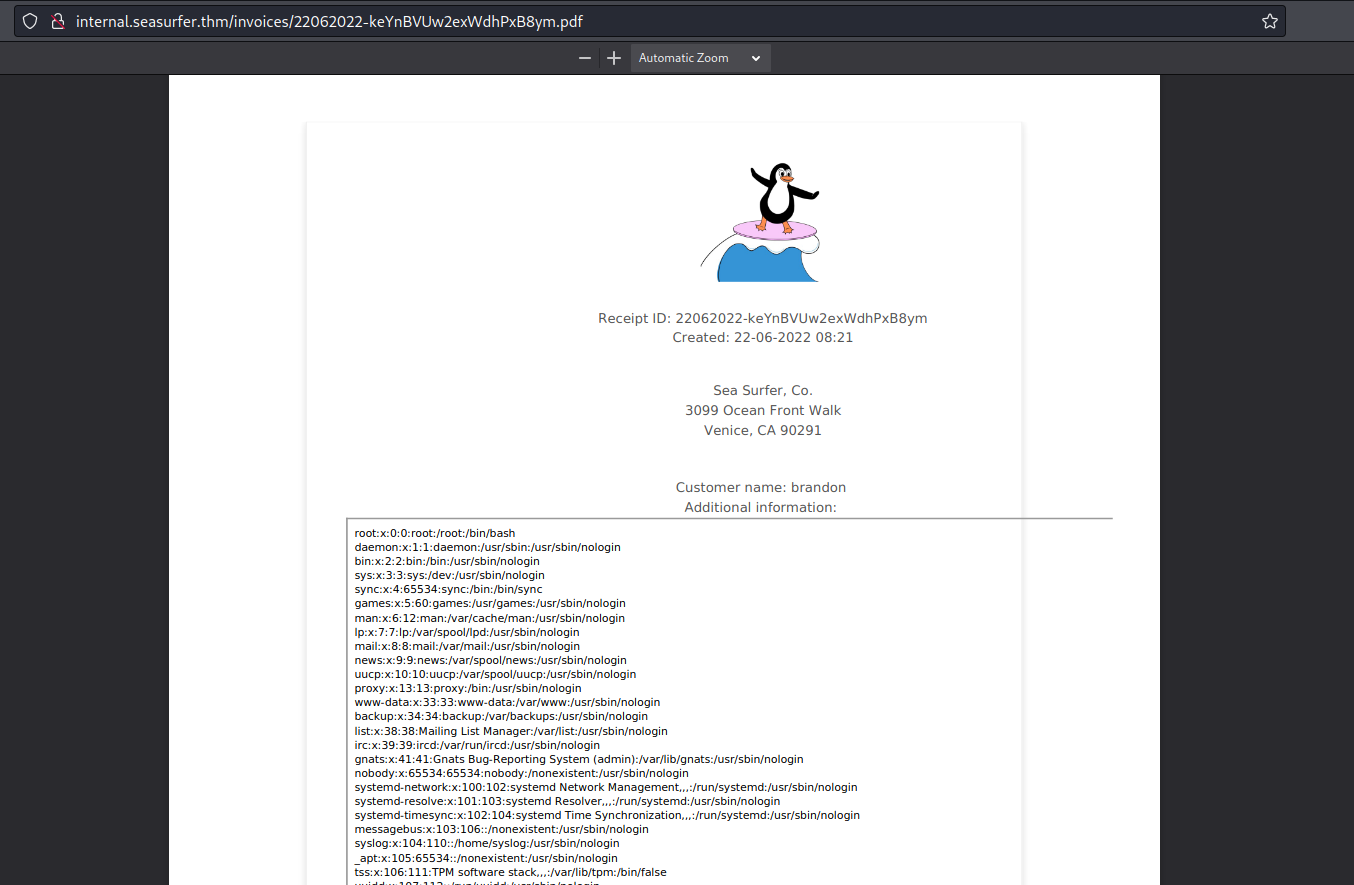 internal.seasurfer.thm/invoices/22062022-keYnBVUw2exWdhPxB8ym.pdf
Automatic Zoom
Receipt ID: 22062022-keYnBVUw2exWdhPxB8ym
Created: 22-06-2022 08:21
Sea Surfer, Co.
3099 Ocean Front Walk
Venice, CA 90291
Customer name: brandon
Additional information:
root:x:0:0:root:/root:/bin/bash
daemon:x:1:1:daemon:/usr/sbin:/usr/sbin/nologin
bin:x:2:2:bin:/bin:/usr/sbin/nologin
sys:x:3:3:sys:/dev:/usr/sbin/nologin
sync:x:4:65534:sync:/bin:/bin/sync
games:x:5:60:games:/usr/games:/usr/sbin/nologin
man:x:6:12:man:/var/cache/man:/usr/sbin/nologin
lp:x:7:7:lp:/var/spool/lpd:/usr/sbin/nologin
mail:x:8:8:mail:/var/mail:/usr/sbin/nologin
news:x:9:9:news:/var/spool/news:/usr/sbin/nologin
uucp:x:10:10:uucp:/var/spool/uucp:/usr/sbin/nologin
proxy:x:13:13:proxy:/bin:/usr/sbin/nologin
www-data:x:33:33:www-data:/var/www:/usr/sbin/nologin
backup:x:34:34:backup:/var/backups:/usr/sbin/nologin
list:x:38:38:Mailing List Manager:/var/list:/usr/sbin/nologin
irc:x:39:39:ircd:/var/run/ircd:/usr/sbin/nologin
gnats:x:41:41:Gnats Bug-Reporting System (admin):/var/lib/gnats:/usr/sbin/nologin
nobody:x:65534:65534:nobody:/nonexistent:/usr/sbin/nologin
systemd-network:x:100:102:systemd Network Management,,,:/run/systemd:/usr/sbin/nologin
systemd-resolve:x:101:103:systemd Resolver,,,:/run/systemd:/usr/sbin/nologin
systemd-timesync:x:102:104:systemd Time Synchronization,,,:/run/systemd:/usr/sbin/nologin
messagebus:x:103:106::/nonexistent:/usr/sbin/nologin
syslog:x:104:110::/home/syslog:/usr/sbin/nologin
_apt:x:105:65534::/nonexistent:/usr/sbin/nologin
tss:x:106:111:TPM software stack,,,:/var/lib/tpm:/bin/false